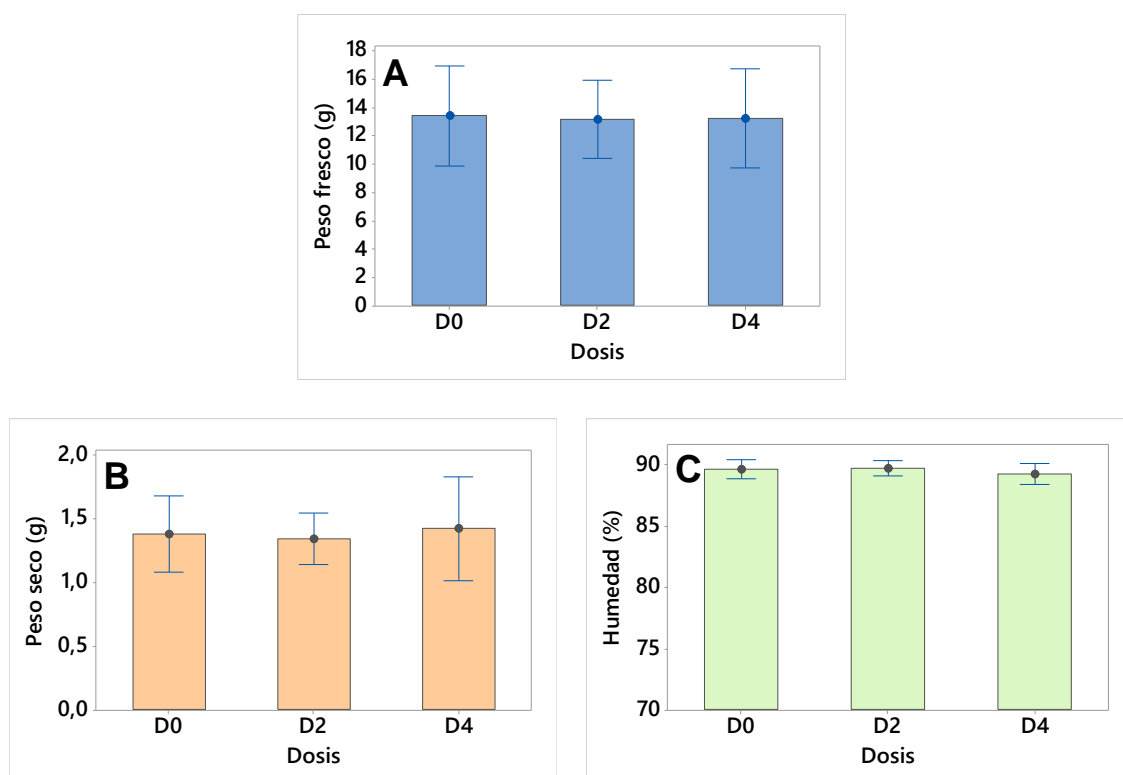 A
Peso fresco (g)
18
16
14
12
10
8
6
4
2
0
D0 D2 D4
Dosis
B
Peso seco (g)
2,0
1,5
1,0
0,5
0,0
D0 D2 D4
Dosis
C
Humedad (%)
90
85
80
75
70
D0 D2 D4
Dosis